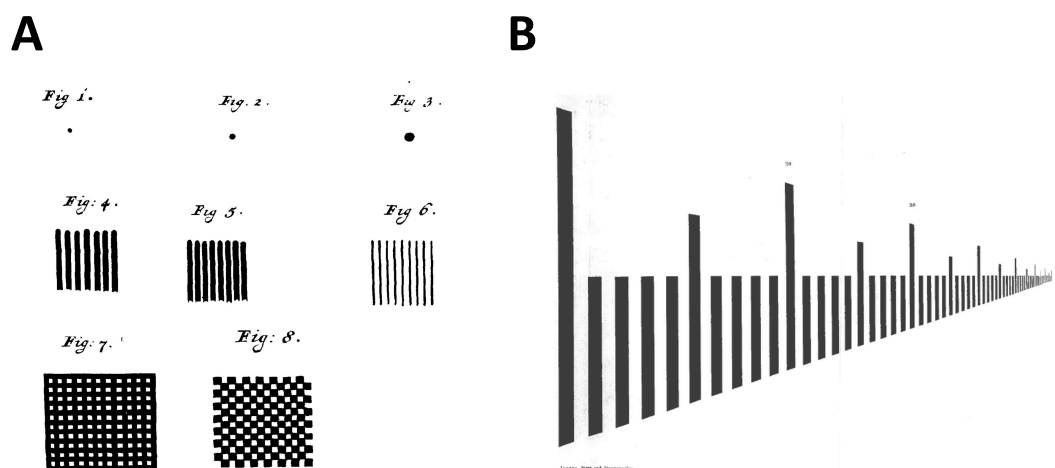 A
B
Fig 1.
Fig. 2.
Fig 3.
Fig: 4.
Fig 5.
Fig 6.
Fig: 7.
Fig: 8.
20
30